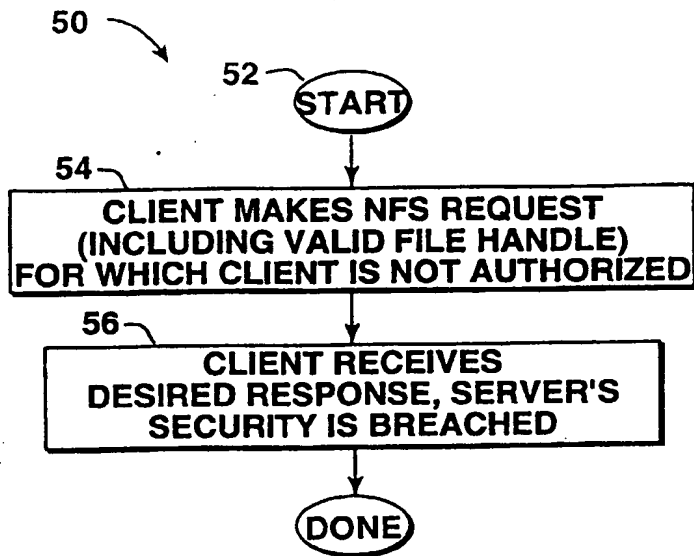 50
52
START
54
CLIENT MAKES NFS REQUEST
(INCLUDING VALID FILE HANDLE)
FOR WHICH CLIENT IS NOT AUTHORIZED
56
CLIENT RECEIVES
DESIRED RESPONSE, SERVER'S
SECURITY IS BREACHED
DONE